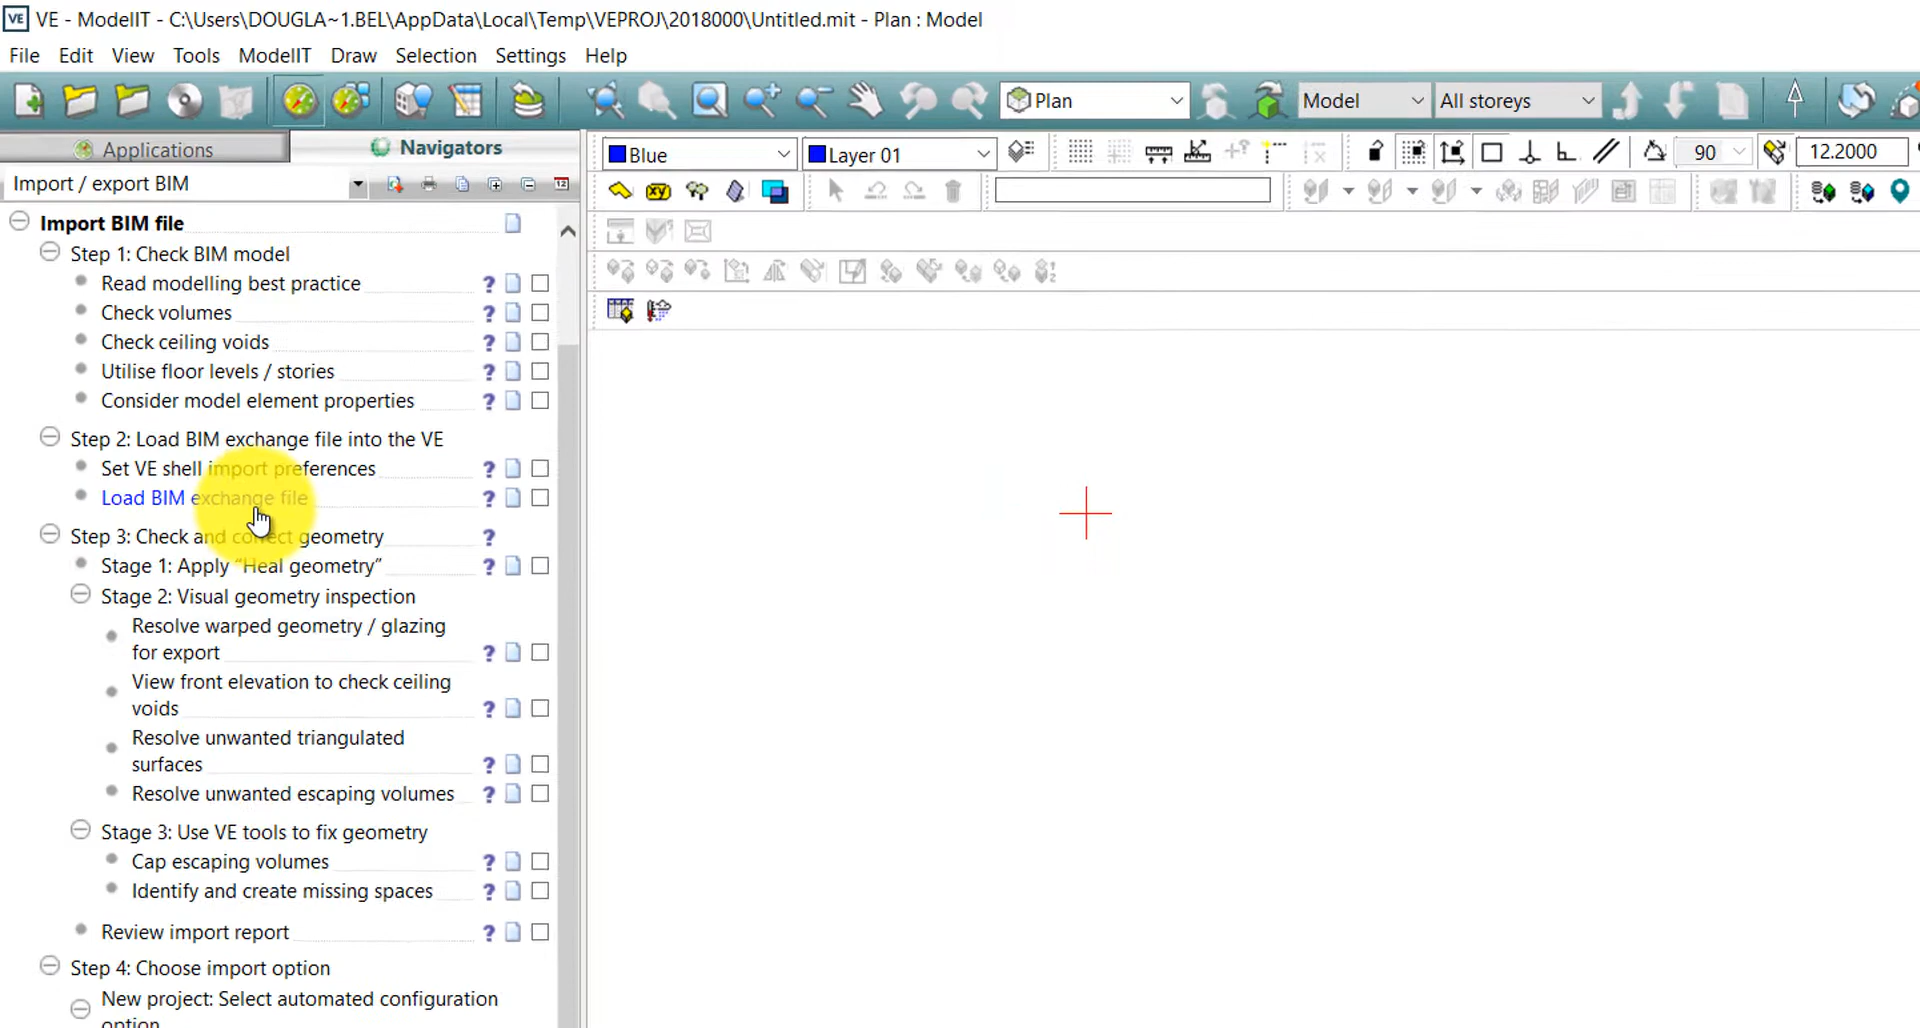 VE - ModelIT - C:\Users\DOUGLA~1.BEL\AppData\Local\Temp\VEPROJ\2018000\Untitled.mit - Plan : Model
File Edit View Tools ModelIT Draw Selection Settings Help
Plan Model All storeys
Applications Navigators
Blue Layer 01 90 12.2000
Import / export BIM
Import BIM file
Step 1: Check BIM model
Read modelling best practice ?
Check volumes ?
Check ceiling voids ?
Utilise floor levels / stories ?
Consider model element properties ?
Step 2: Load BIM exchange file into the VE
Set VE shell import preferences ?
Load BIM exchange file ?
Step 3: Check and correct geometry ?
Stage 1: Apply “Heal geometry” ?
Stage 2: Visual geometry inspection
Resolve warped geometry / glazing
for export ?
View front elevation to check ceiling
voids ?
Resolve unwanted triangulated
surfaces ?
Resolve unwanted escaping volumes ?
Stage 3: Use VE tools to fix geometry
Cap escaping volumes ?
Identify and create missing spaces ?
Review import report ?
Step 4: Choose import option
New project: Select automated configuration
option